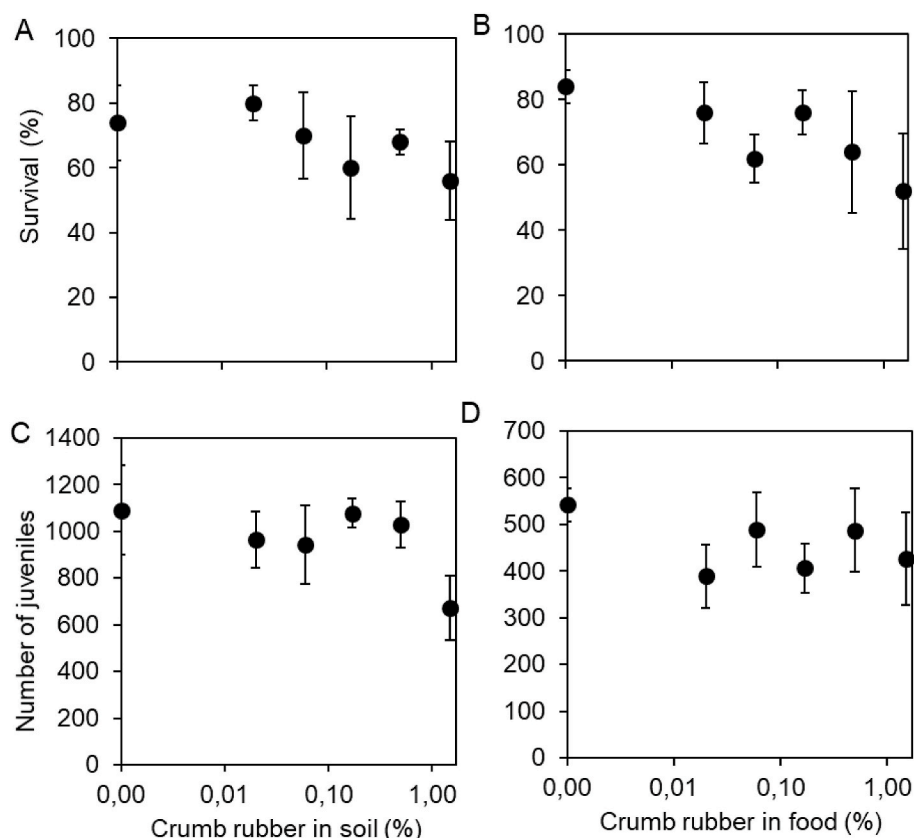 A
100
80
60
40
20
0
Survival (%)
B
100
80
60
40
20
0
C
1400
1200
1000
800
600
400
200
0
Number of juveniles
0,00 0,01 0,10 1,00
Crumb rubber in soil (%)
D
700
600
500
400
300
200
100
0
0,00 0,01 0,10 1,00
Crumb rubber in food (%)